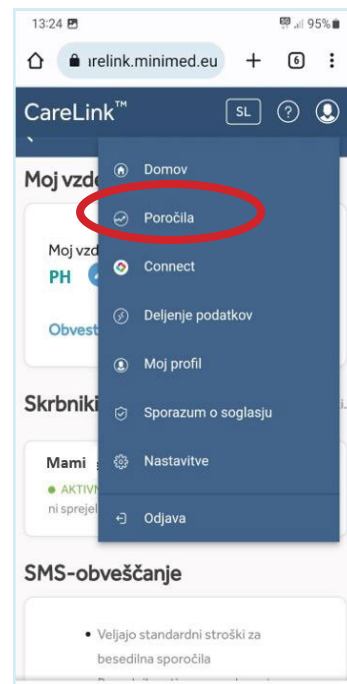 13:24 5G 95%
arelink.minimed.eu + 6
CareLink™ SL ?
Domov
Moj vzd
Poročila
Moj vzd
PH
Connect
Deljenje podatkov
Obvest
Moj profil
Skrbniki
Sporazum o soglasju
Mami
Nastavitve
AKTIVN
ni sprejel
Odjava
SMS-obveščanje
• Veljajo standardni stroški za
besedilna sporočila